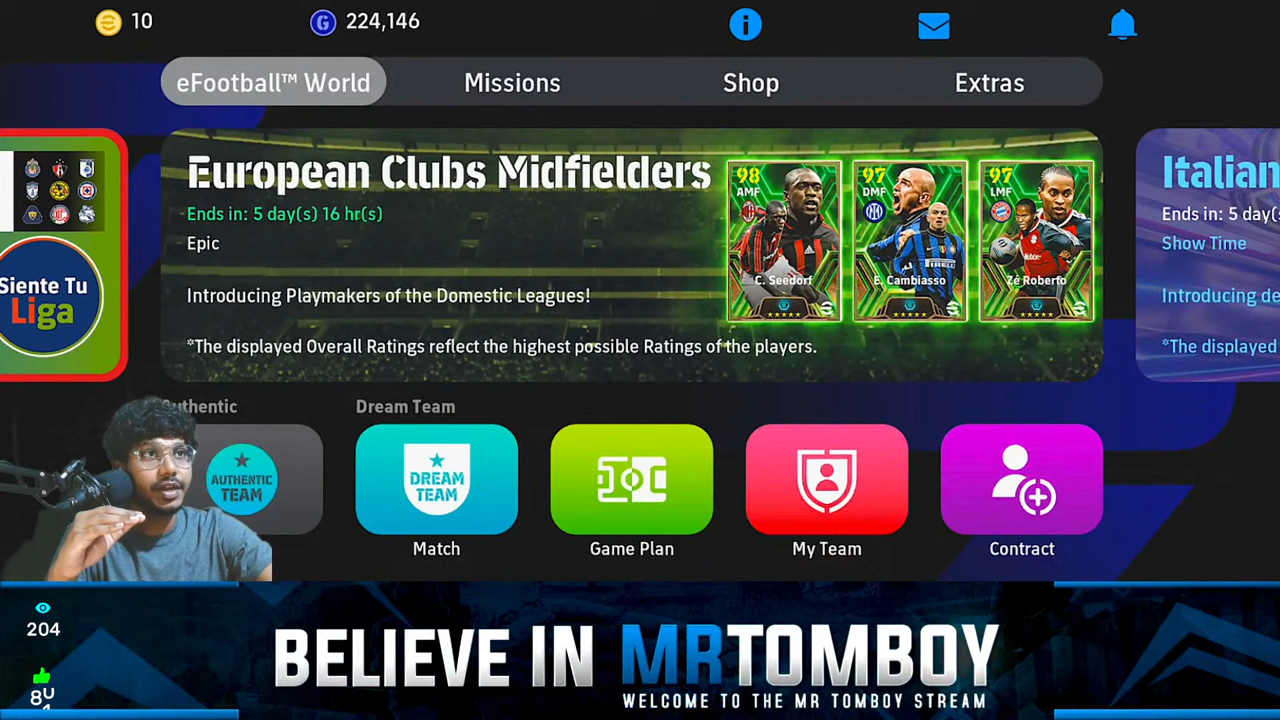 10
224,146
eFootball™ World
Missions
Shop
Extras
European Clubs Midfielders
Ends in: 5 day(s) 16 hr(s)
Epic
Introducing Playmakers of the Domestic Leagues!
*The displayed Overall Ratings reflect the highest possible Ratings of the players.
98
AMF
C. Seedorf
97
DMF
PIRELLI
E. Cambiasso
97
LMF
Zé Roberto
Siente Tu
Liga
Italian
Ends in: 5 day(s
Show Time
Introducing de
*The displayed
Authentic
Dream Team
AUTHENTIC
TEAM
DREAM
TEAM
Match
Game Plan
My Team
Contract
204
BELIEVE IN MRTOMBOY
WELCOME TO THE MR TOMBOY STREAM